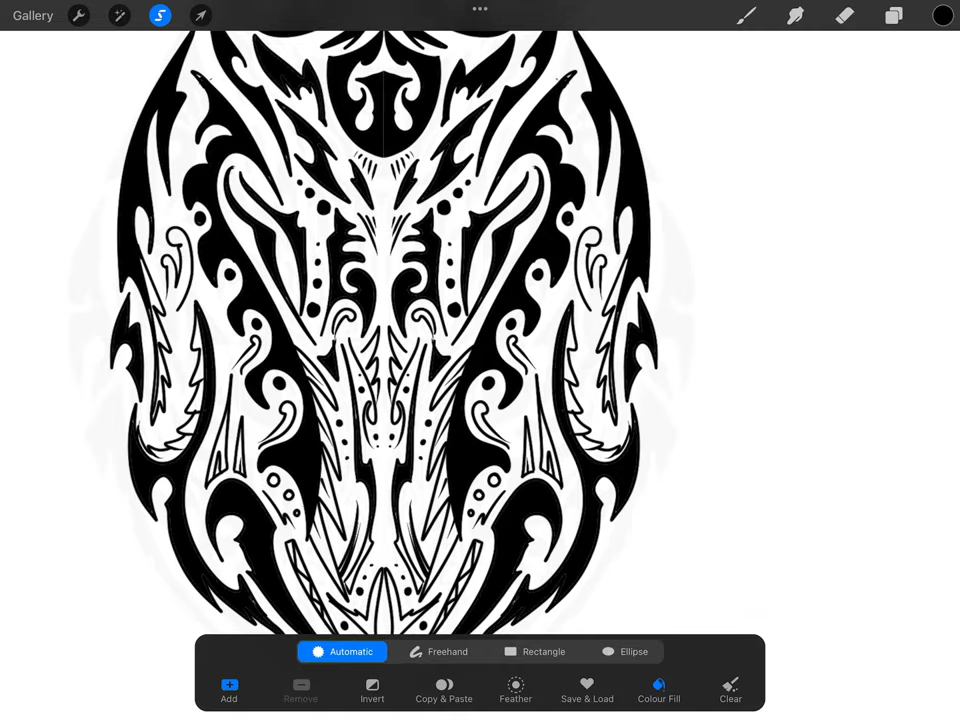 Gallery
Automatic Freehand Rectangle Ellipse
Add Remove Invert Copy & Paste Feather Save & Load Colour Fill Clear